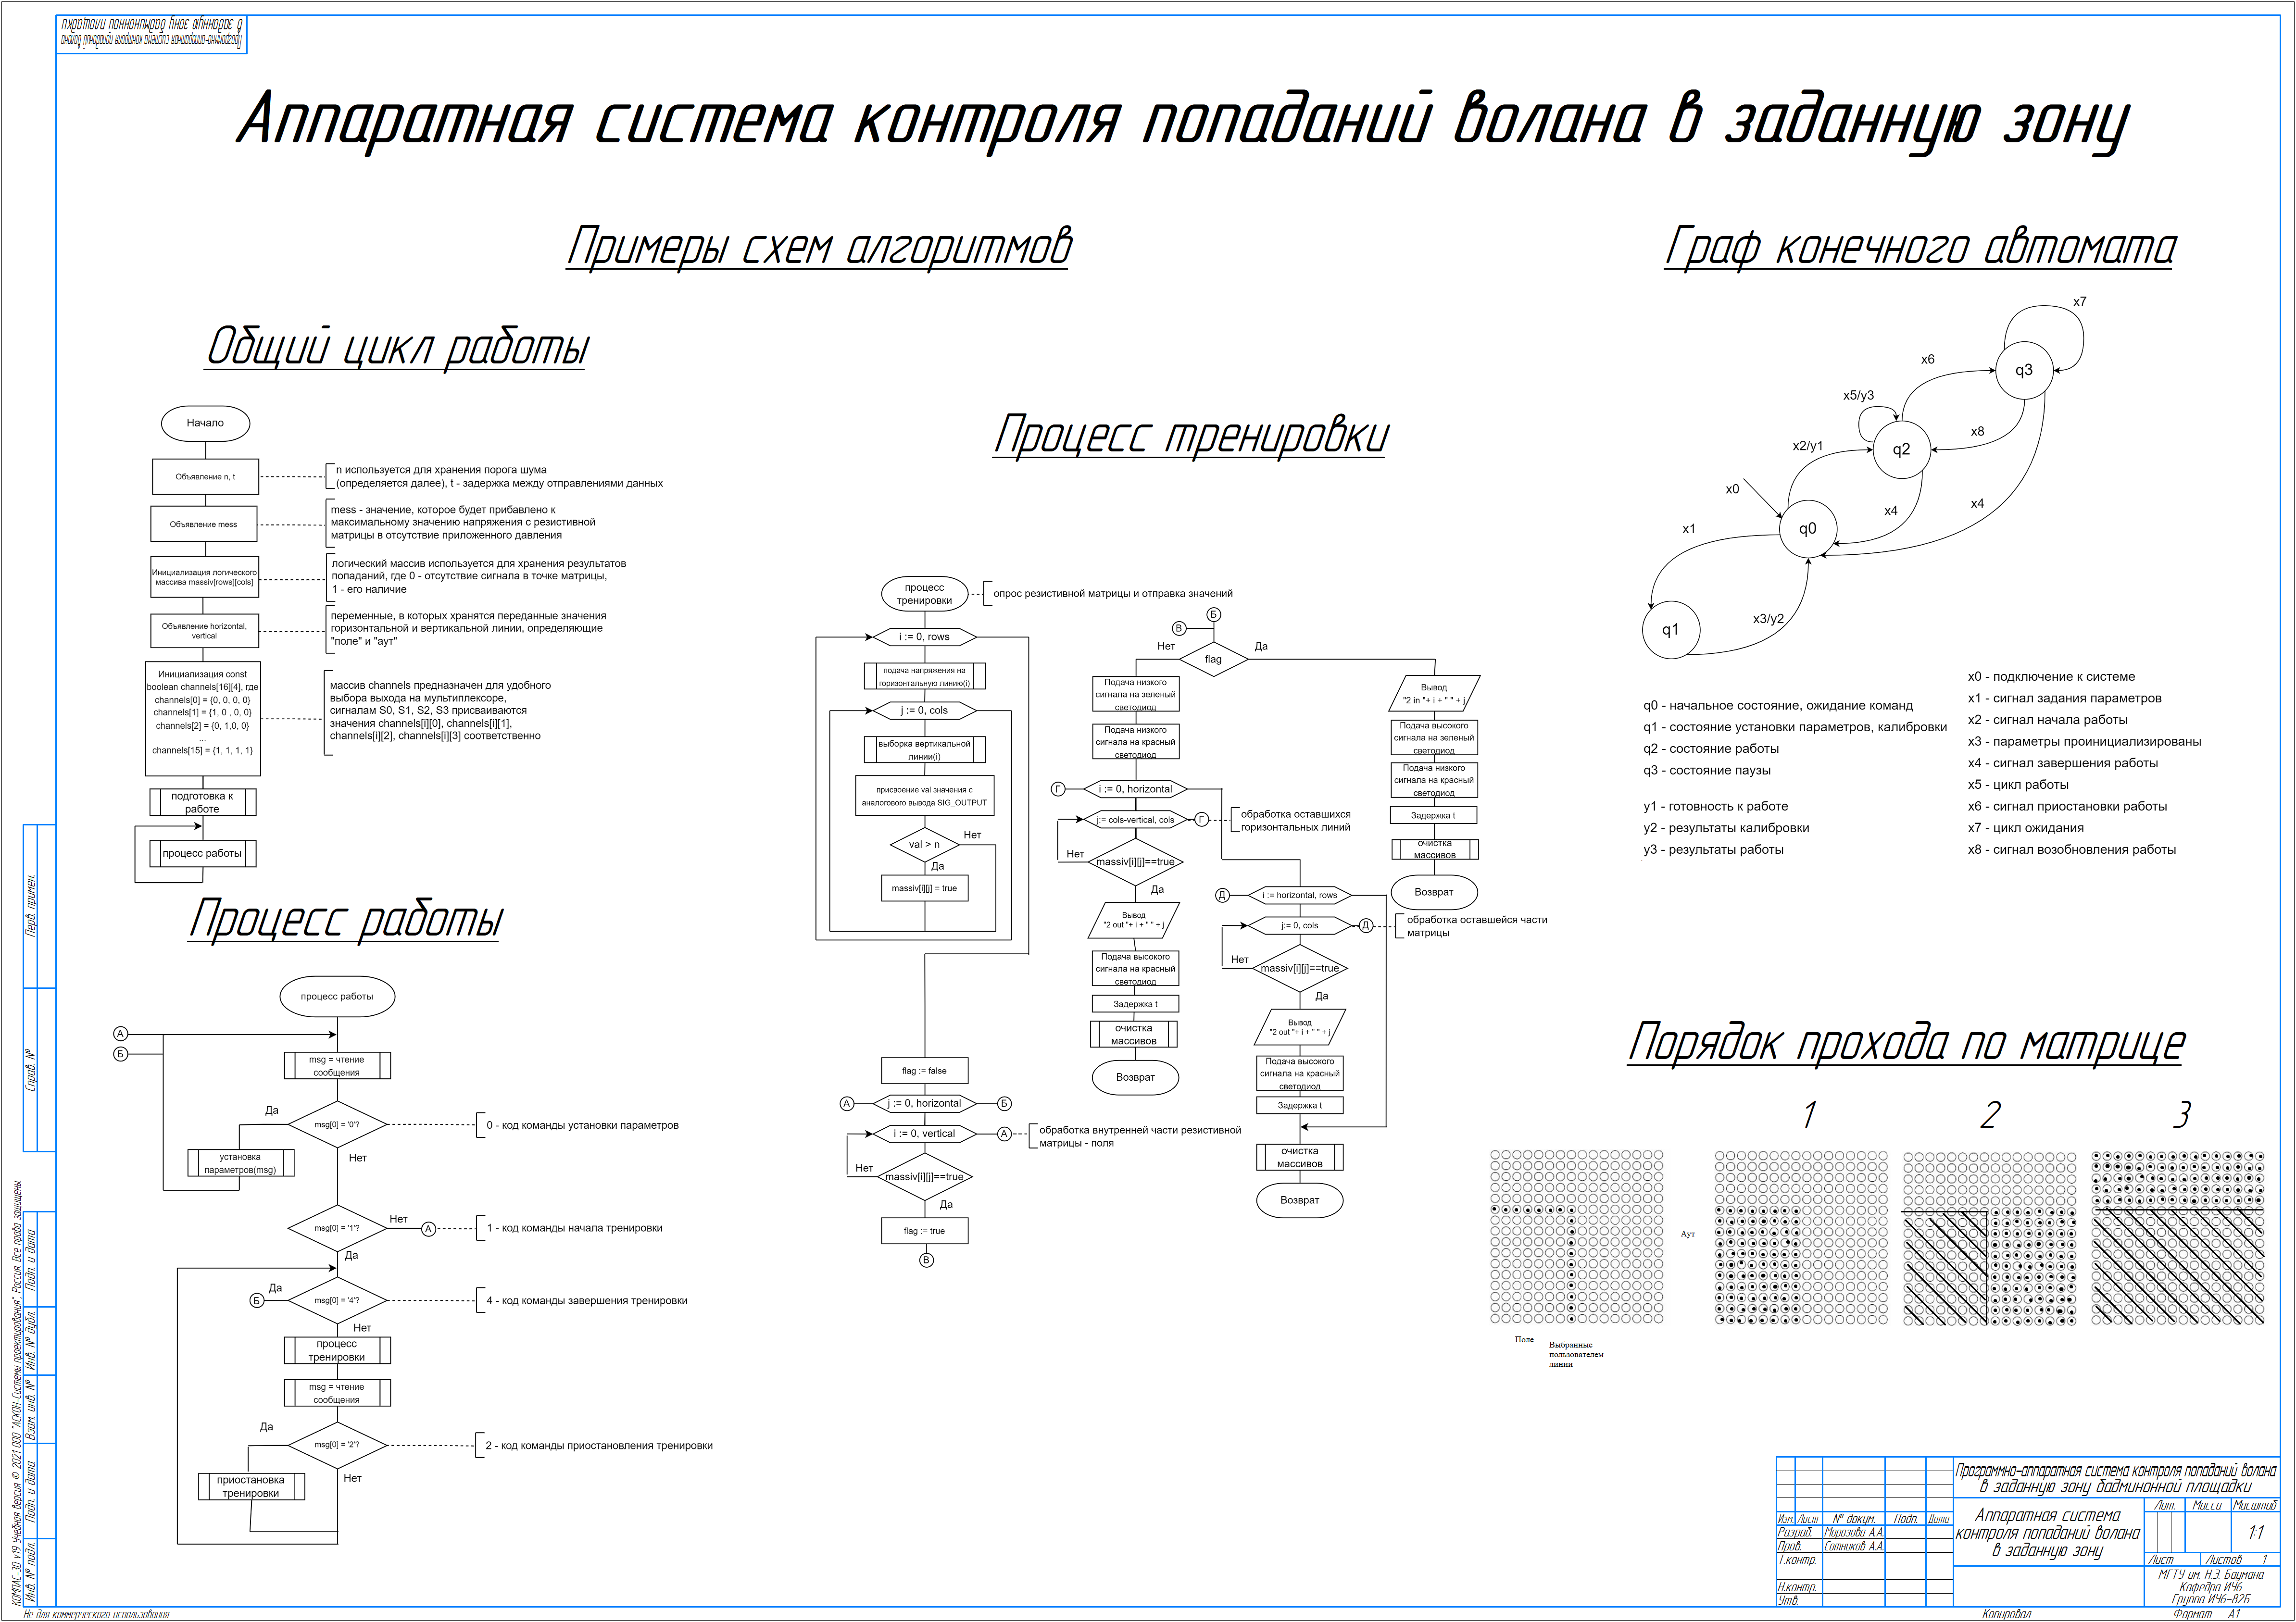 Программно-аппаратная система контроля попаданий волана
в заданную зону бадминонной площадки
Аппаратная система контроля попаданий волана в заданную зону
Примеры схем алгоритмов
Общий цикл работы
Начало
Объявление n, t
n используется для хранения порога шума
(определяется далее), t - задержка между отправлениями данных
Объявление mess
mess - значение, которое будет прибавлено к
максимальному значению напряжения с резистивной
матрицы в отсутствие приложенного давления
Инициализация логического
массива massiv[rows][cols]
логический массив используется для хранения результатов
попаданий, где 0 - отсутствие сигнала в точке матрицы,
1 - его наличие
Объявление horizontal,
vertical
переменные, в которых хранятся переданные значения
горизонтальной и вертикальной линии, определяющие
"поле" и "аут"
Инициализация const
boolean channels[16][4], где
channels[0] = {0, 0, 0, 0}
channels[1] = {1, 0 , 0, 0}
channels[2] = {0, 1,0, 0}
...
channels[15] = {1, 1, 1, 1}
массив channels предназначен для удобного
выбора выхода на мультиплексоре,
сигналам S0, S1, S2, S3 присваиваются
значения channels[i][0], channels[i][1],
channels[i][2], channels[i][3] соответственно
подготовка к
работе
процесс работы
Процесс работы
процесс работы
А
Б
msg = чтение
сообщения
Да
msg[0] = '0'?
0 - код команды установки параметров
установка
параметров(msg)
Нет
msg[0] = '1'?
Нет
А
1 - код команды начала тренировки
Да
Да
Б
msg[0] = '4'?
4 - код команды завершения тренировки
Нет
процесс
тренировки
msg = чтение
сообщения
Да
msg[0] = '2'?
2 - код команды приостановления тренировки
приостановка
тренировки
Нет
Процесс тренировки
процесс
тренировки
опрос резистивной матрицы и отправка значений
i := 0, rows
подача напряжения на
горизонтальную линию(i)
j := 0, cols
выборка вертикальной
линии(i)
присвоение val значения с
аналогового вывода SIG_OUTPUT
val > n
Нет
Да
massiv[i][j] = true
flag := false
А
j := 0, horizontal
Б
i := 0, vertical
А
обработка внутренней части резистивной
матрицы - поля
Нет
massiv[i][j]==true
Да
flag := true
В
Б
В
Нет
flag
Да
Подача низкого
сигнала на зеленый
светодиод
Подача низкого
сигнала на красный
светодиод
Г
i := 0, horizontal
j:= cols-vertical, cols
Г
обработка оставшихся
горизонтальных линий
Нет
massiv[i][j]==true
Да
Вывод
"2 out "+ i + " " + j
Подача высокого
сигнала на красный
светодиод
Задержка t
очистка
массивов
Возврат
Д
i := horizontal, rows
j:= 0, cols
Д
обработка оставшейся части
матрицы
Нет
massiv[i][j]==true
Да
Вывод
"2 out "+ i + " " + j
Подача высокого
сигнала на красный
светодиод
Задержка t
очистка
массивов
Возврат
Вывод
"2 in "+ i + " " + j
Подача высокого
сигнала на зеленый
светодиод
Подача низкого
сигнала на красный
светодиод
Задержка t
очистка
массивов
Возврат
Граф конечного автомата
x7
q3
x6
x5/y3
x8
q2
x2/y1
x4
x4
x0
q0
x1
x3/y2
q1
q0 - начальное состояние, ожидание команд
q1 - состояние установки параметров, калибровки
q2 - состояние работы
q3 - состояние паузы
y1 - готовность к работе
y2 - результаты калибровки
y3 - результаты работы
x0 - подключение к системе
x1 - сигнал задания параметров
x2 - сигнал начала работы
x3 - параметры проинициализированы
x4 - сигнал завершения работы
x5 - цикл работы
x6 - сигнал приостановки работы
x7 - цикл ожидания
x8 - сигнал возобновления работы
Порядок прохода по матрице
1 2 3
Аут
Поле
Выбранные
пользователем
линии
Программно-аппаратная система контроля попаданий волана
в заданную зону бадминонной площадки
Аппаратная система
контроля попаданий волана
в заданную зону
Лит. Масса Масштаб
1:1
Лист Листов 1
МГТУ им. Н.Э. Баумана
Кафедра ИУ6
Группа ИУ6-82Б
Изм. Лист № докум. Подп. Дата
Разраб. Морозова А.А.
Пров. Сотников А.А.
Т.контр.
Н.контр.
Утв.
Копировал Формат А1
Перв. примен.
Справ. №
Подп. и дата
Инв. № дубл.
Взам. инв. №
Подп. и дата
Инв. № подл.
КОМПАС-3D v19 Учебная версия © 2021 ООО "АСКОН-Системы проектирования", Россия. Все права защищены.
Не для коммерческого использования